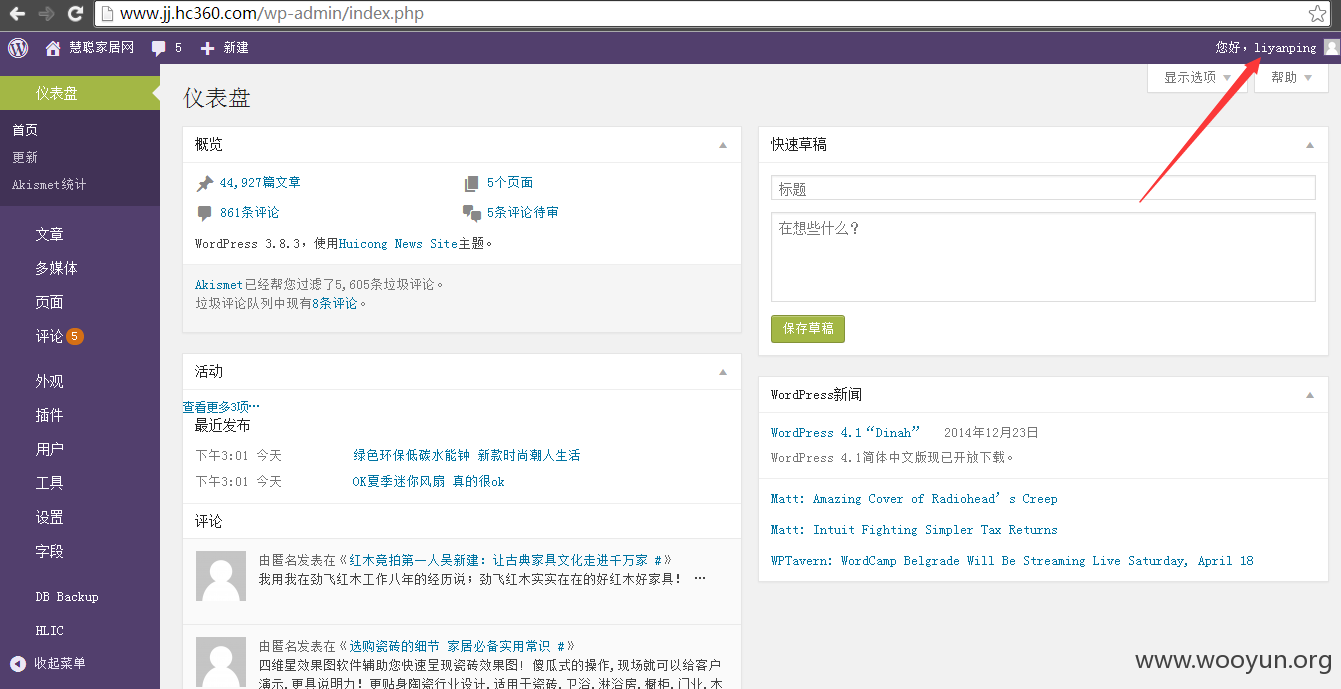 www.jj.hc360.com/wp-admin/index.php
慧聪家居网 5 新建 您好，liyanping
显示选项 帮助
仪表盘
首页
更新
Akismet统计
文章
多媒体
页面
评论 5
外观
插件
用户
工具
设置
字段
DB Backup
HLIC
收起菜单
仪表盘
概览
44,927篇文章 5个页面
861条评论 5条评论待审
WordPress 3.8.3，使用Huicong News Site主题。
Akismet已经帮您过滤了5,605条垃圾评论。
垃圾评论队列中现有8条评论。
活动
查看更多3项…
最近发布
下午3:01 今天 绿色环保低碳水能钟 新款时尚潮人生活
下午3:01 今天 OK夏季迷你风扇 真的很ok
评论
由匿名发表在《红木竞拍第一人吴新建：让古典家具文化走进千万家 #》
我用我在劲飞红木工作八年的经历说；劲飞红木实实在在的好红木好家具！ …
由匿名发表在《选购瓷砖的细节 家居必备实用常识 #》
四维星效果图软件辅助您快速呈现瓷砖效果图！傻瓜式的操作,现场就可以给客户
演示,更具说明力！更贴身陶瓷行业设计,适用于瓷砖,卫浴,淋浴房,橱柜,门业,木
快速草稿
标题
在想些什么？
保存草稿
WordPress新闻
WordPress 4.1“Dinah” 2014年12月23日
WordPress 4.1简体中文版现已开放下载。
Matt: Amazing Cover of Radiohead’s Creep
Matt: Intuit Fighting Simpler Tax Returns
WPTavern: WordCamp Belgrade Will Be Streaming Live Saturday, April 18
www.wooyun.org